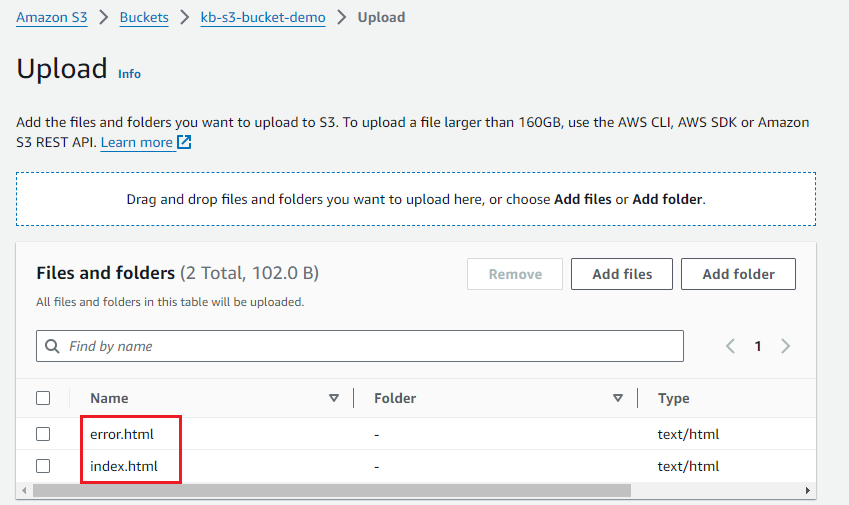 Amazon S3 > Buckets > kb-s3-bucket-demo > Upload
Upload Info
Add the files and folders you want to upload to S3. To upload a file larger than 160GB, use the AWS CLI, AWS SDK or Amazon
S3 REST API. Learn more
Drag and drop files and folders you want to upload here, or choose Add files or Add folder.
Files and folders (2 Total, 102.0 B)
Remove
Add files
Add folder
All files and folders in this table will be uploaded.
Find by name
1
Name
Folder
Type
error.html - text/html
index.html - text/html